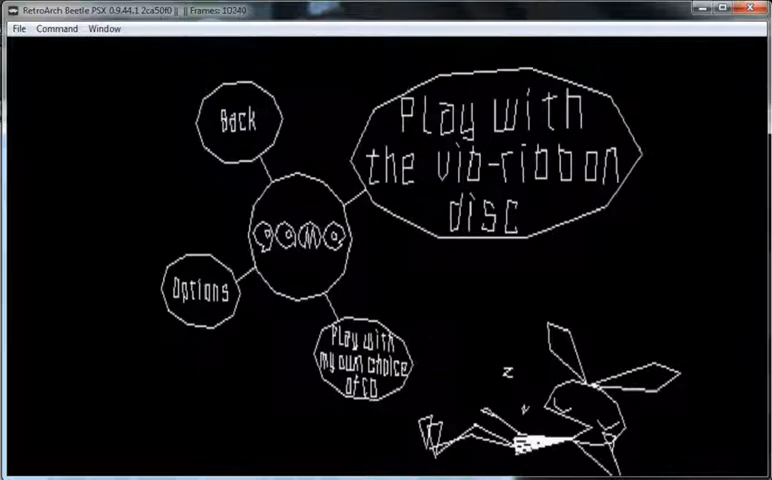 RetroArch Beetle PSX 0.9.44.1 2ca50f0 || || Frames: 10340
File Command Window
Back
Play with
the vib-ribbon
disc
game
Options
Play with
my own choice
of CD
z
z